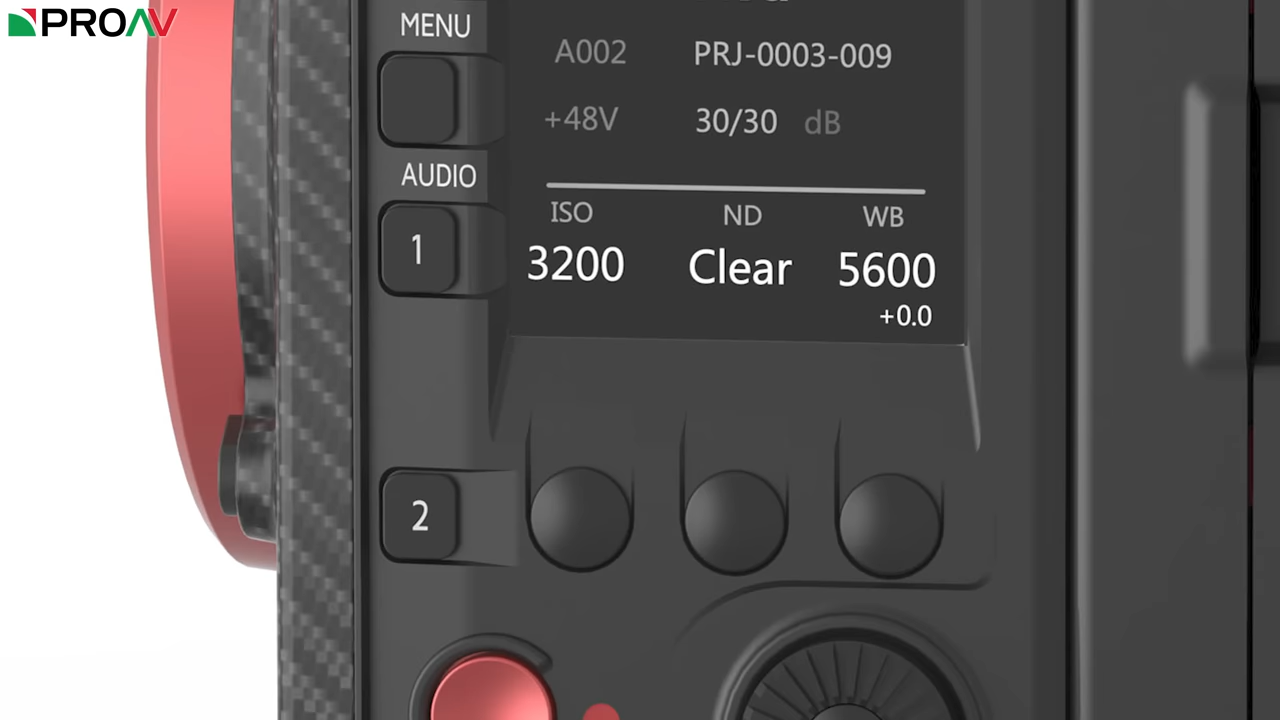 PROAV
MENU
A002 PRJ-0003-009
+48V 30/30 dB
AUDIO
ISO ND WB
1
3200 Clear 5600
+0.0
2